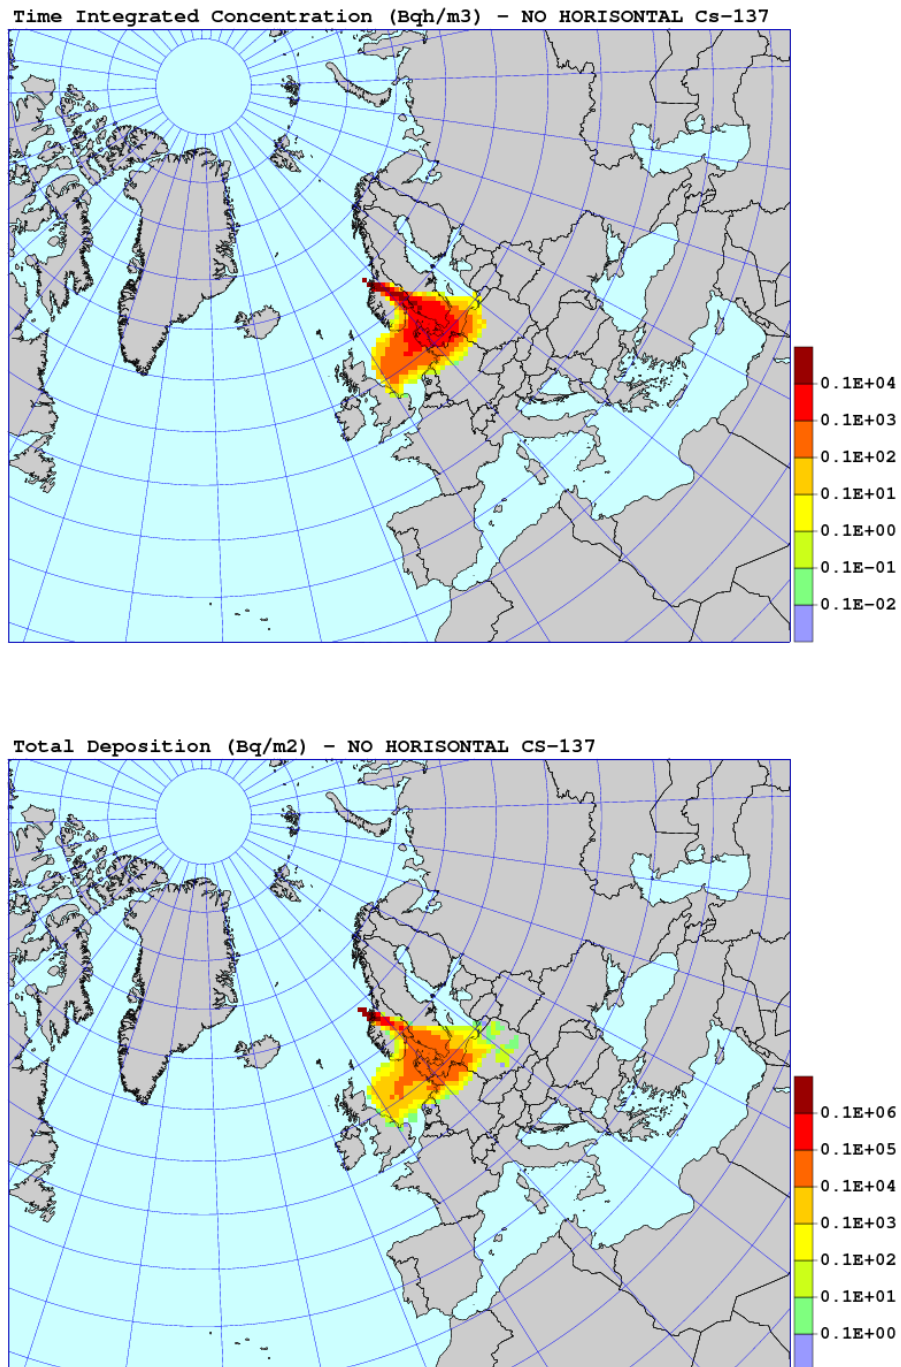 Time Integrated Concentration (Bqh/m3) – NO HORISONTAL Cs–137
0.1E+04
0.1E+03
0.1E+02
0.1E+01
0.1E+00
0.1E–01
0.1E–02
Total Deposition (Bq/m2) – NO HORISONTAL CS–137
0.1E+06
0.1E+05
0.1E+04
0.1E+03
0.1E+02
0.1E+01
0.1E+00